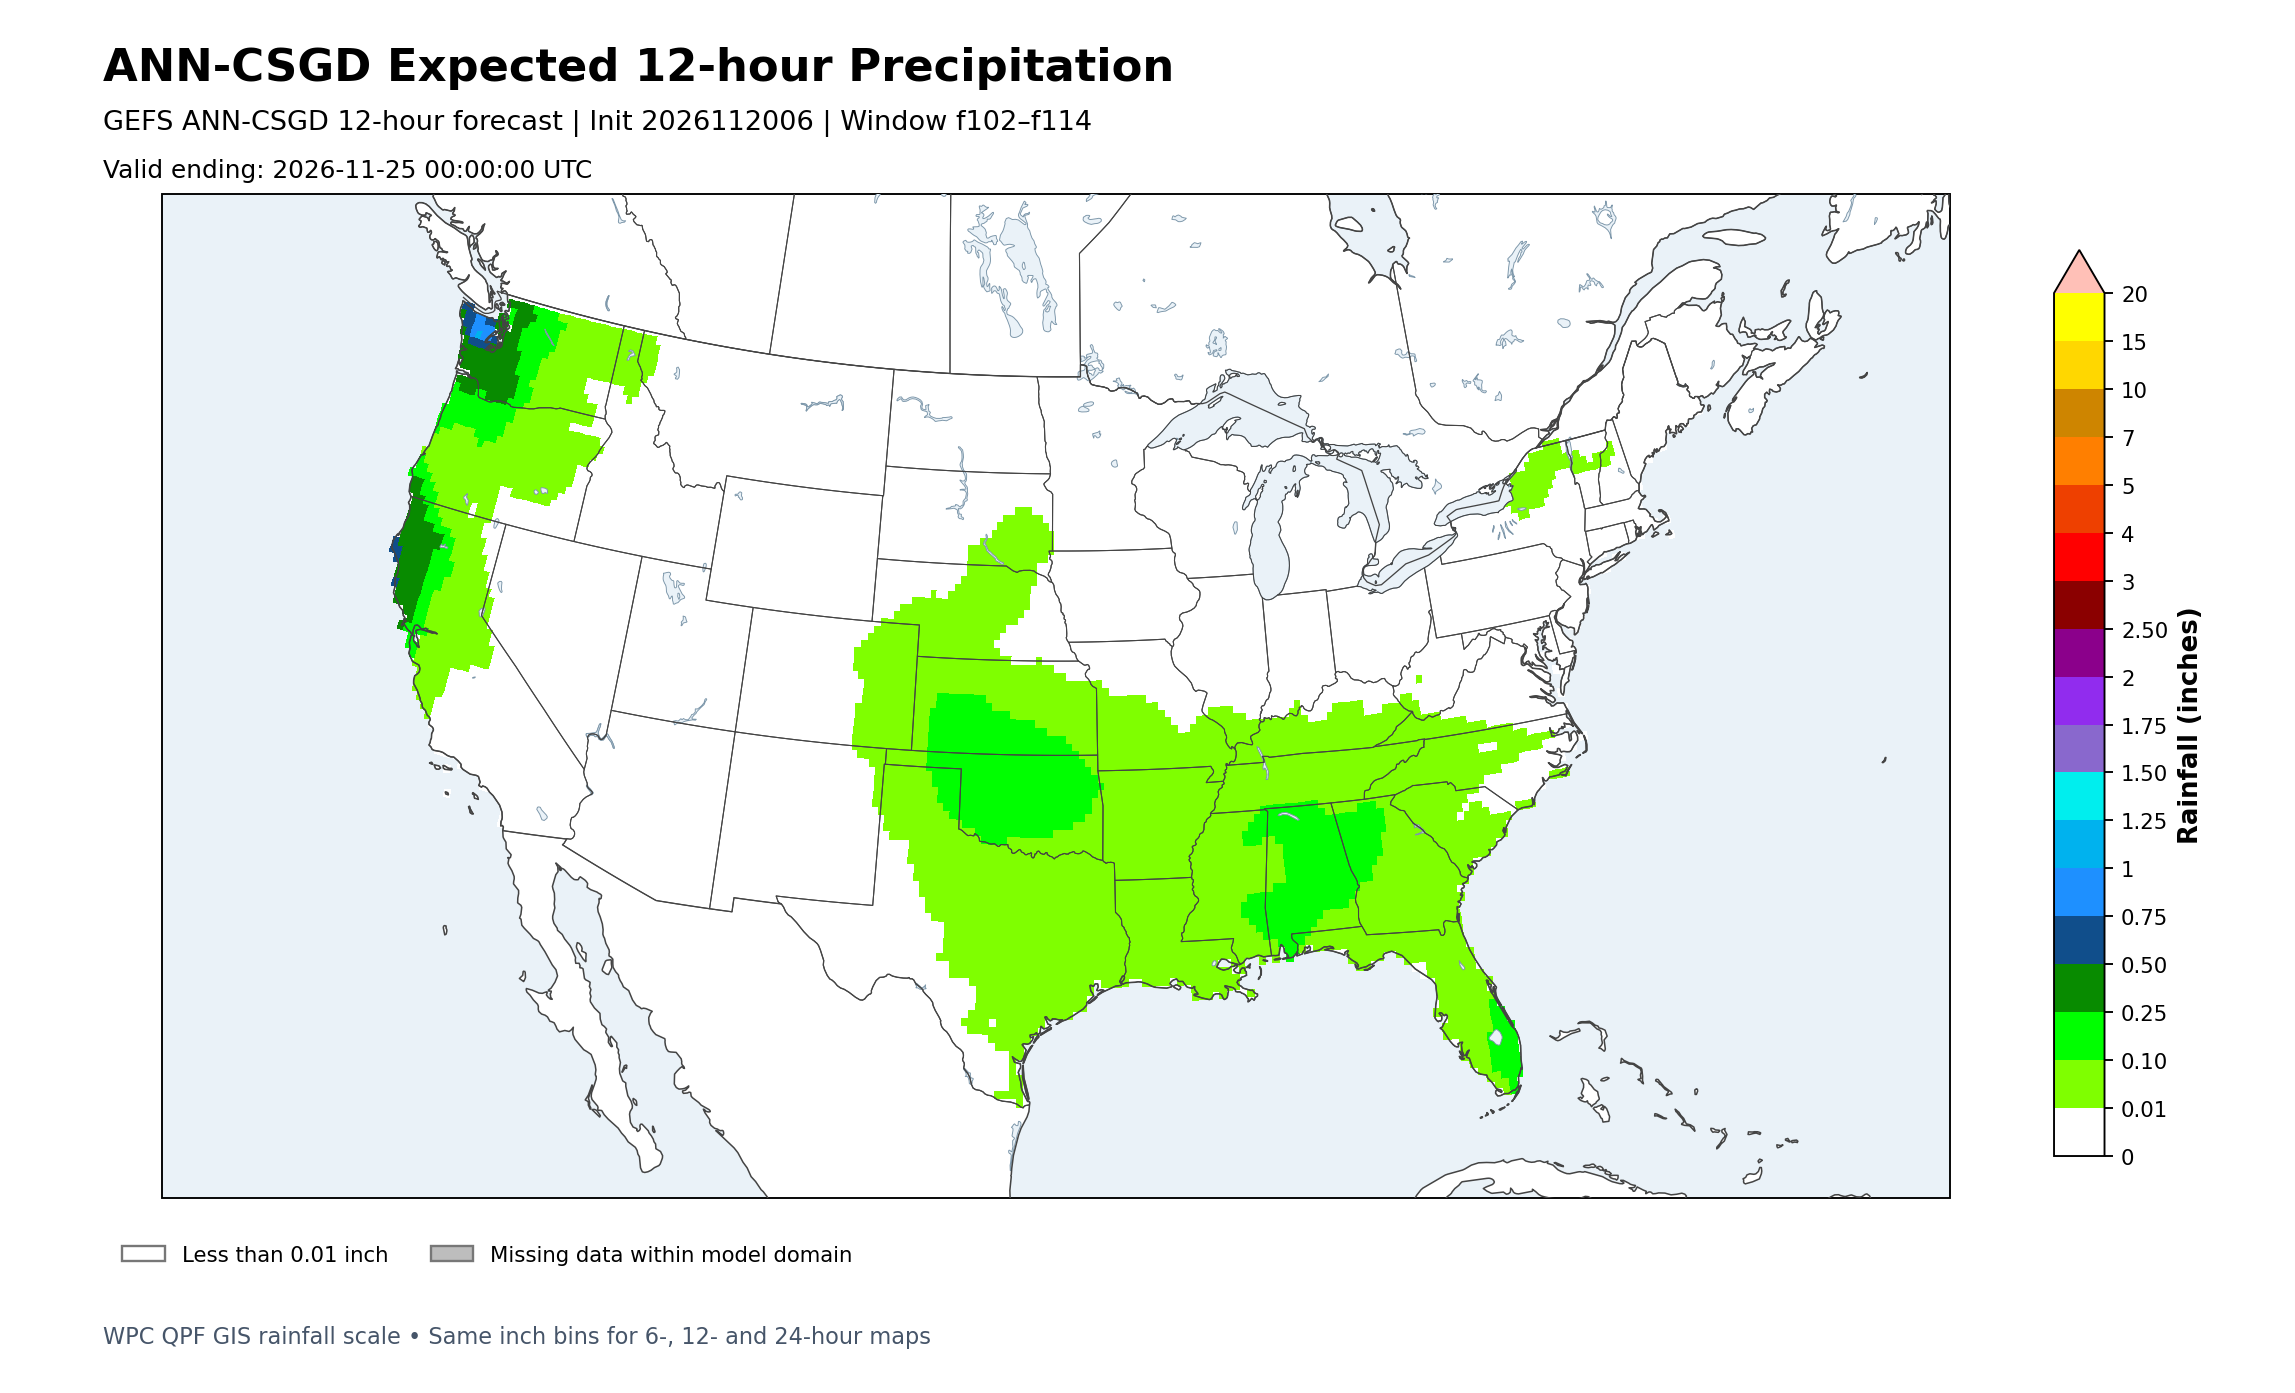 ANN-CSGD Expected 12-hour Precipitation
GEFS ANN-CSGD 12-hour forecast | Init 2026112006 | Window f102–f114
Valid ending: 2026-11-25 00:00:00 UTC
20
15
10
7
5
4
3
2.50
2
1.75
1.50
1.25
1
0.75
0.50
0.25
0.10
0.01
0
Rainfall (inches)
Less than 0.01 inch
Missing data within model domain
WPC QPF GIS rainfall scale • Same inch bins for 6-, 12- and 24-hour maps